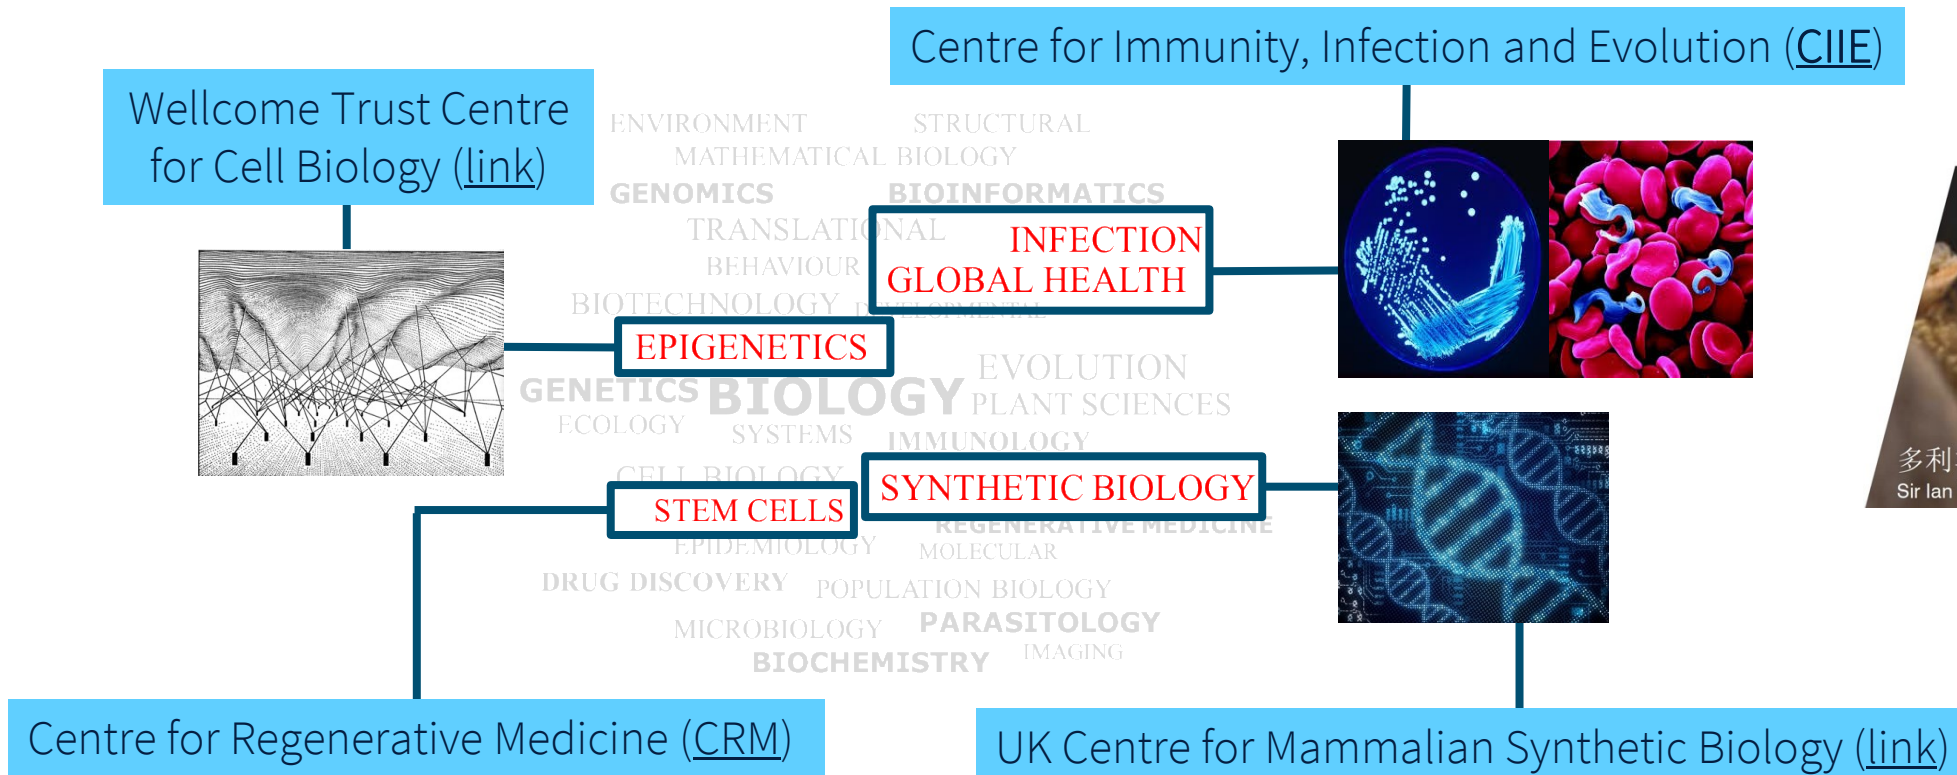 Centre for Immunity, Infection and Evolution (CIIE)
Wellcome Trust Centre
for Cell Biology (link)
ENVIRONMENT STRUCTURAL
MATHEMATICAL BIOLOGY
GENOMICS BIOINFORMATICS
TRANSLATIONAL INFECTION
BEHAVIOUR GLOBAL HEALTH
BIOTECHNOLOGY DEVELOPMENTAL
EPIGENETICS
EVOLUTION
GENETICS BIOLOGY PLANT SCIENCES
ECOLOGY SYSTEMS IMMUNOLOGY
CELL BIOLOGY
SYNTHETIC BIOLOGY
STEM CELLS
REGENERATIVE MEDICINE
EPIDEMIOLOGY MOLECULAR
DRUG DISCOVERY POPULATION BIOLOGY
MICROBIOLOGY PARASITOLOGY
BIOCHEMISTRY IMAGING
多利
Sir Ian
Centre for Regenerative Medicine (CRM)
UK Centre for Mammalian Synthetic Biology (link)